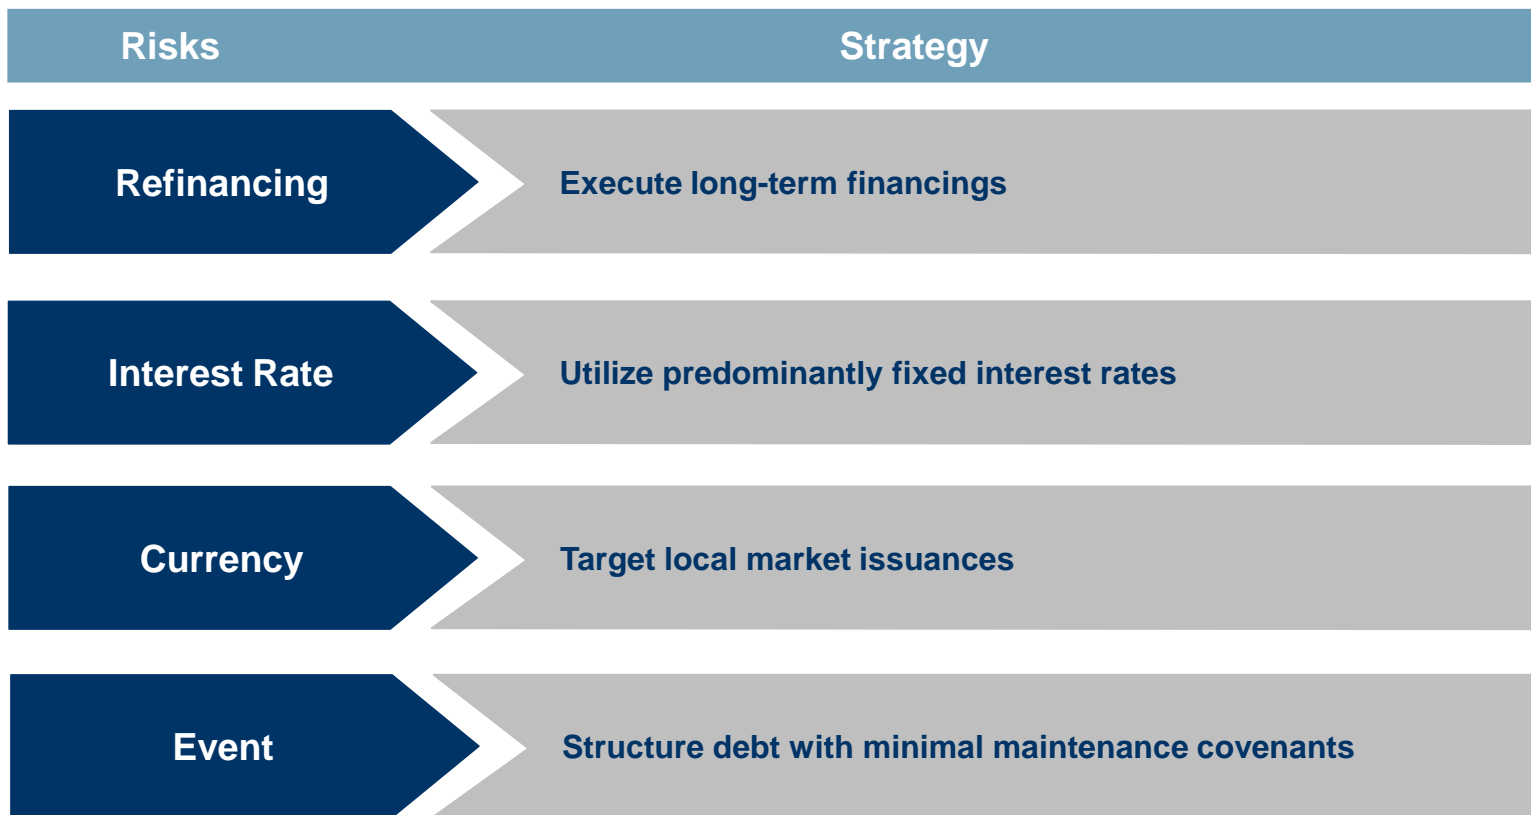 Risks Strategy
Refinancing Execute long-term financings
Interest Rate Utilize predominantly fixed interest rates
Currency Target local market issuances
Event Structure debt with minimal maintenance covenants